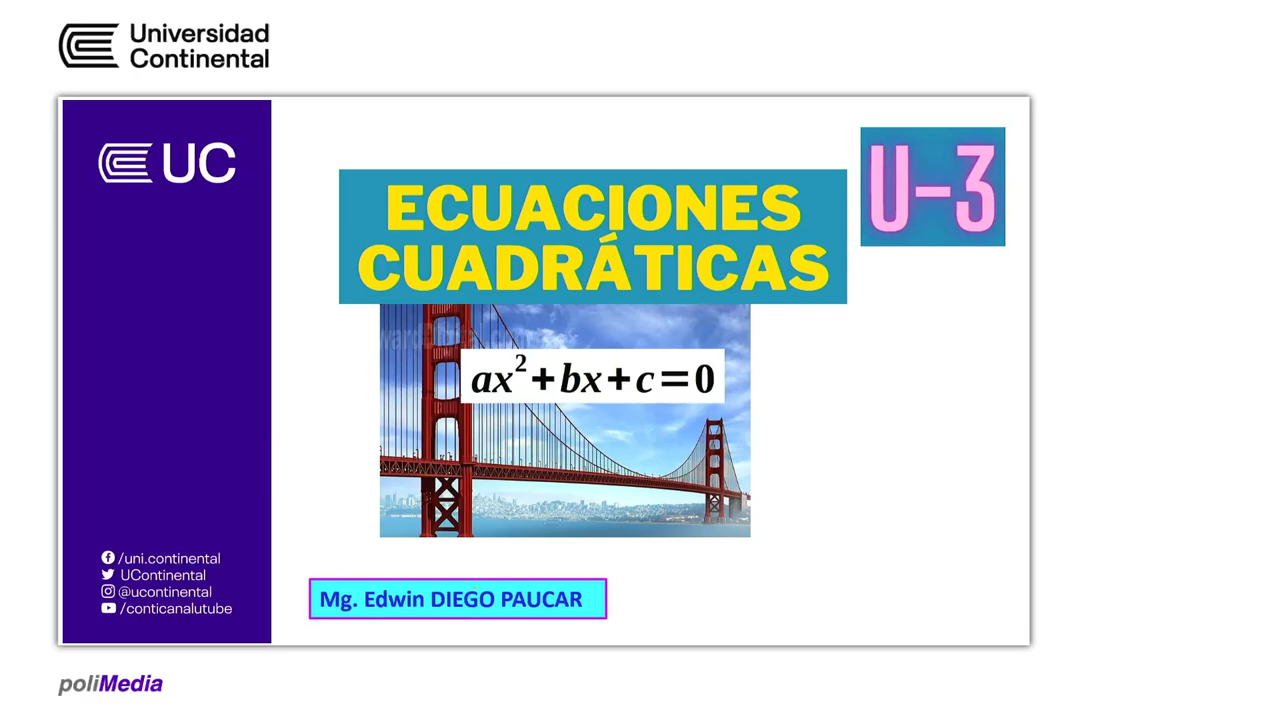 Universidad
Continental
UC
U-3
ECUACIONES
CUADRÁTICAS
ax²+bx+c=0
/uni.continental
UContinental
@ucontinental
/conticanalutube
Mg. Edwin DIEGO PAUCAR
poliMedia